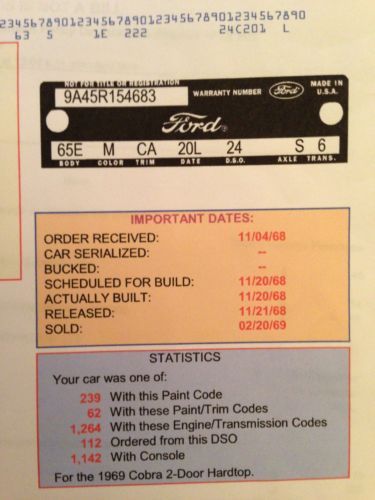 234567890123456789012345678901234567890
63 5 1E 222 24C201 L
NOT FOR TITLE OR REGISTRATION
9A45R154683 WARRANTY NUMBER Ford MADE IN U.S.A.
Ford
65E M CA 20L 24 S 6
BODY COLOR TRIM DATE D.S.O. AXLE TRANS.
IMPORTANT DATES:
ORDER RECEIVED: 11/04/68
CAR SERIALIZED: --
BUCKED: --
SCHEDULED FOR BUILD: 11/20/68
ACTUALLY BUILT: 11/20/68
RELEASED: 11/21/68
SOLD: 02/20/69
STATISTICS
Your car was one of:
239 With this Paint Code
62 With these Paint/Trim Codes
1,264 With these Engine/Transmission Codes
112 Ordered from this DSO
1,142 With Console
For the 1969 Cobra 2-Door Hardtop.